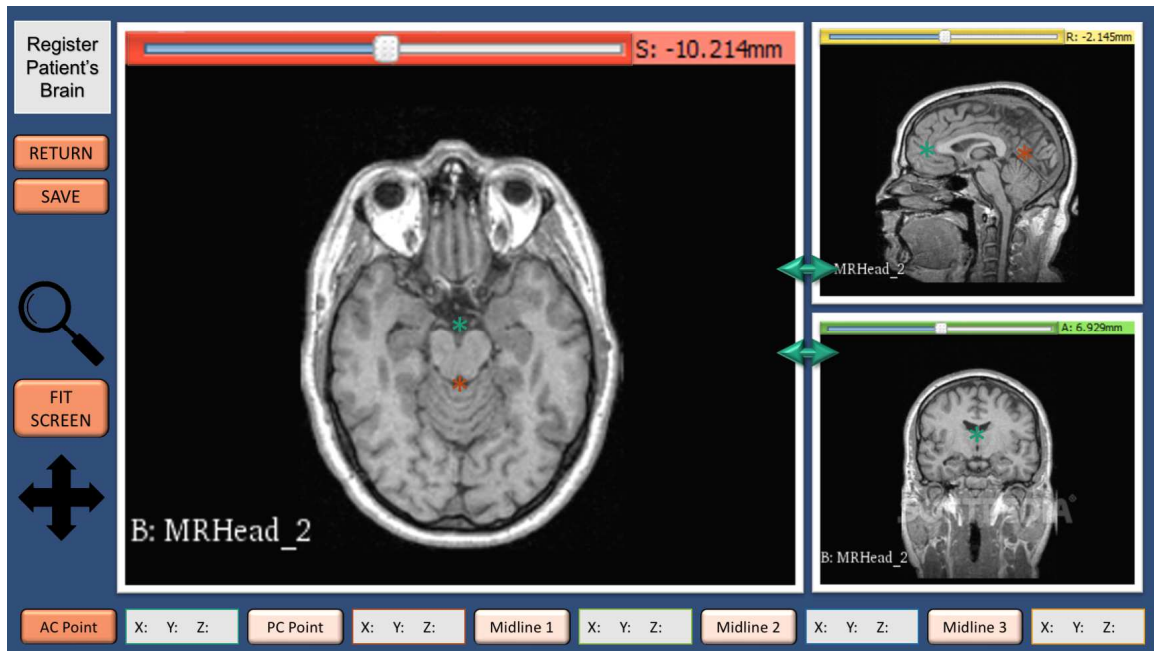 Register
Patient's
Brain
RETURN
SAVE
FIT
SCREEN
S: -10.214mm
B: MRHead_2
R: -2.145mm
MRHead_2
A: 6.929mm
B: MRHead_2
AC Point
X: Y: Z:
PC Point
X: Y: Z:
Midline 1
X: Y: Z:
Midline 2
X: Y: Z:
Midline 3
X: Y: Z: